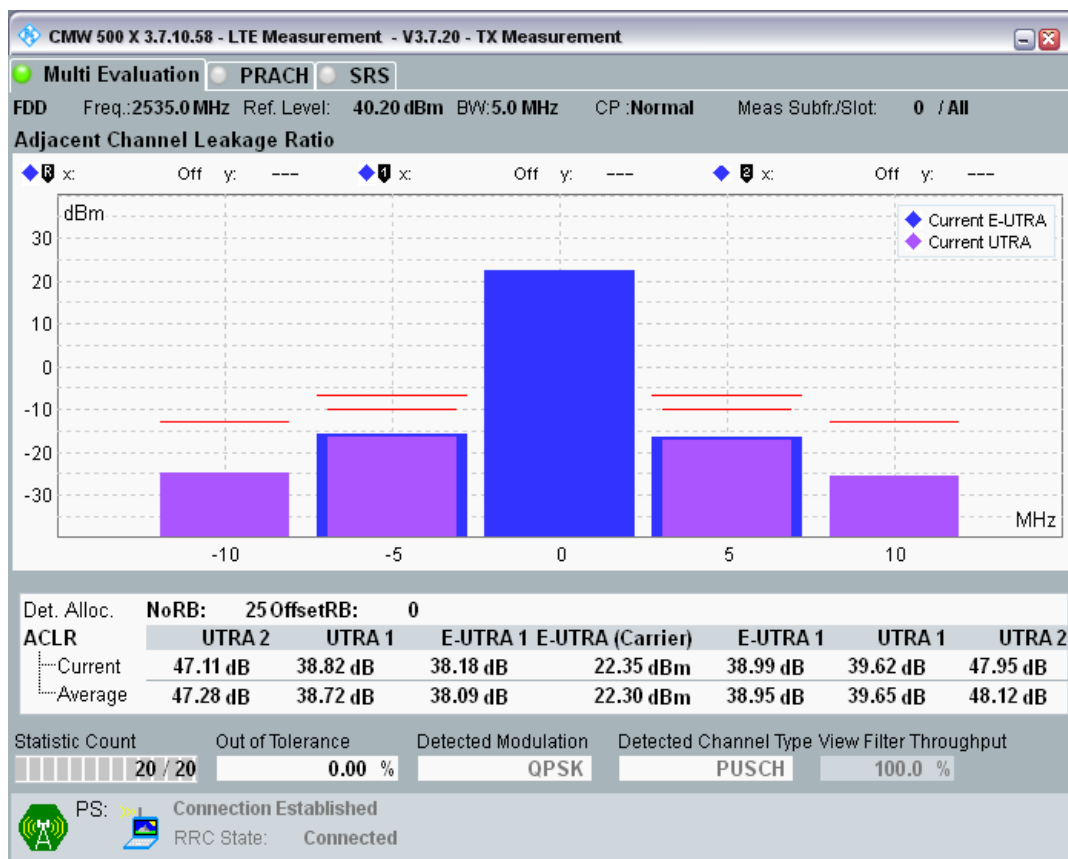 CMW 500 X 3.7.10.58 - LTE Measurement - V3.7.20 - TX Measurement
Multi Evaluation PRACH SRS
FDD Freq.:2535.0 MHz Ref. Level: 40.20 dBm BW:5.0 MHz CP :Normal Meas Subfr./Slot: 0 / All
Adjacent Channel Leakage Ratio
R x: Off y: --- 1 x: Off y: --- 2 x: Off y: ---
dBm
Current E-UTRA
Current UTRA
30
20
10
0
-10
-20
-30
MHz
-10 -5 0 5 10
Det. Alloc. NoRB: 25 OffsetRB: 0
ACLR UTRA 2 UTRA 1 E-UTRA 1 E-UTRA (Carrier) E-UTRA 1 UTRA 1 UTRA 2
Current 47.11 dB 38.82 dB 38.18 dB 22.35 dBm 38.99 dB 39.62 dB 47.95 dB
Average 47.28 dB 38.72 dB 38.09 dB 22.30 dBm 38.95 dB 39.65 dB 48.12 dB
Statistic Count Out of Tolerance Detected Modulation Detected Channel Type View Filter Throughput
20 / 20 0.00 % QPSK PUSCH 100.0 %
PS: Connection Established
RRC State: Connected